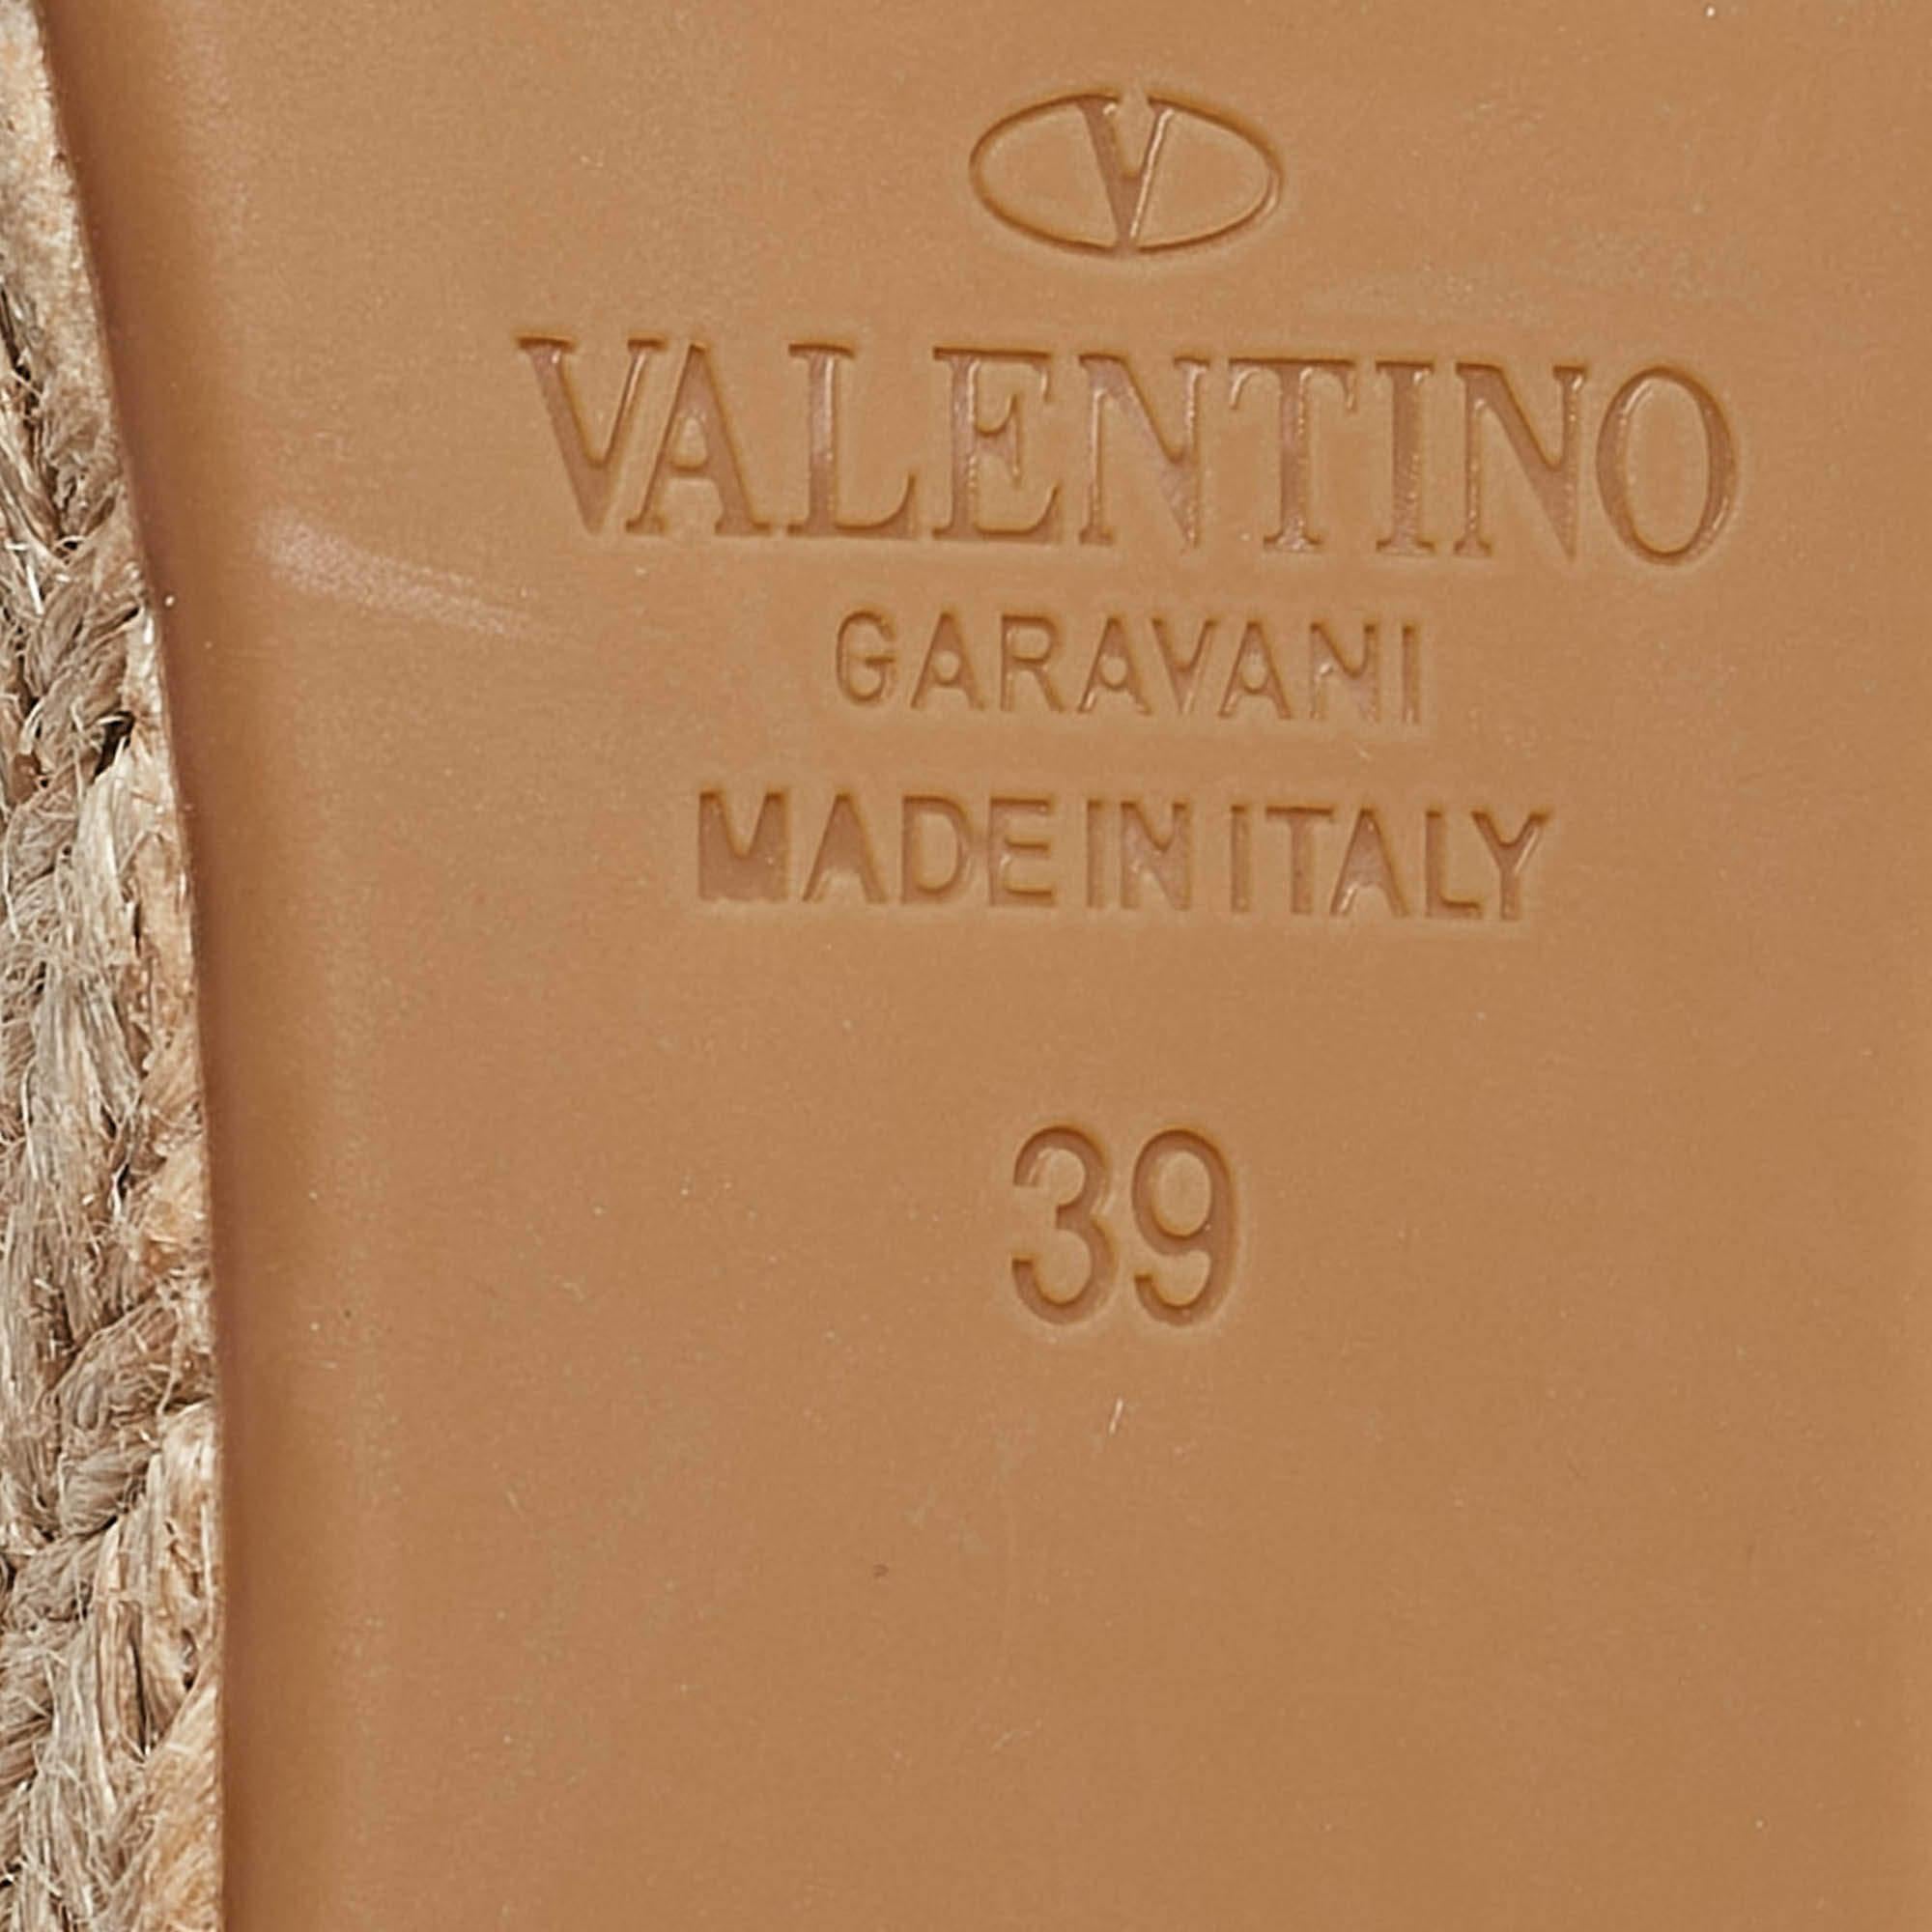 V
VALENTINO
GARAVANI
MADE IN ITALY
39